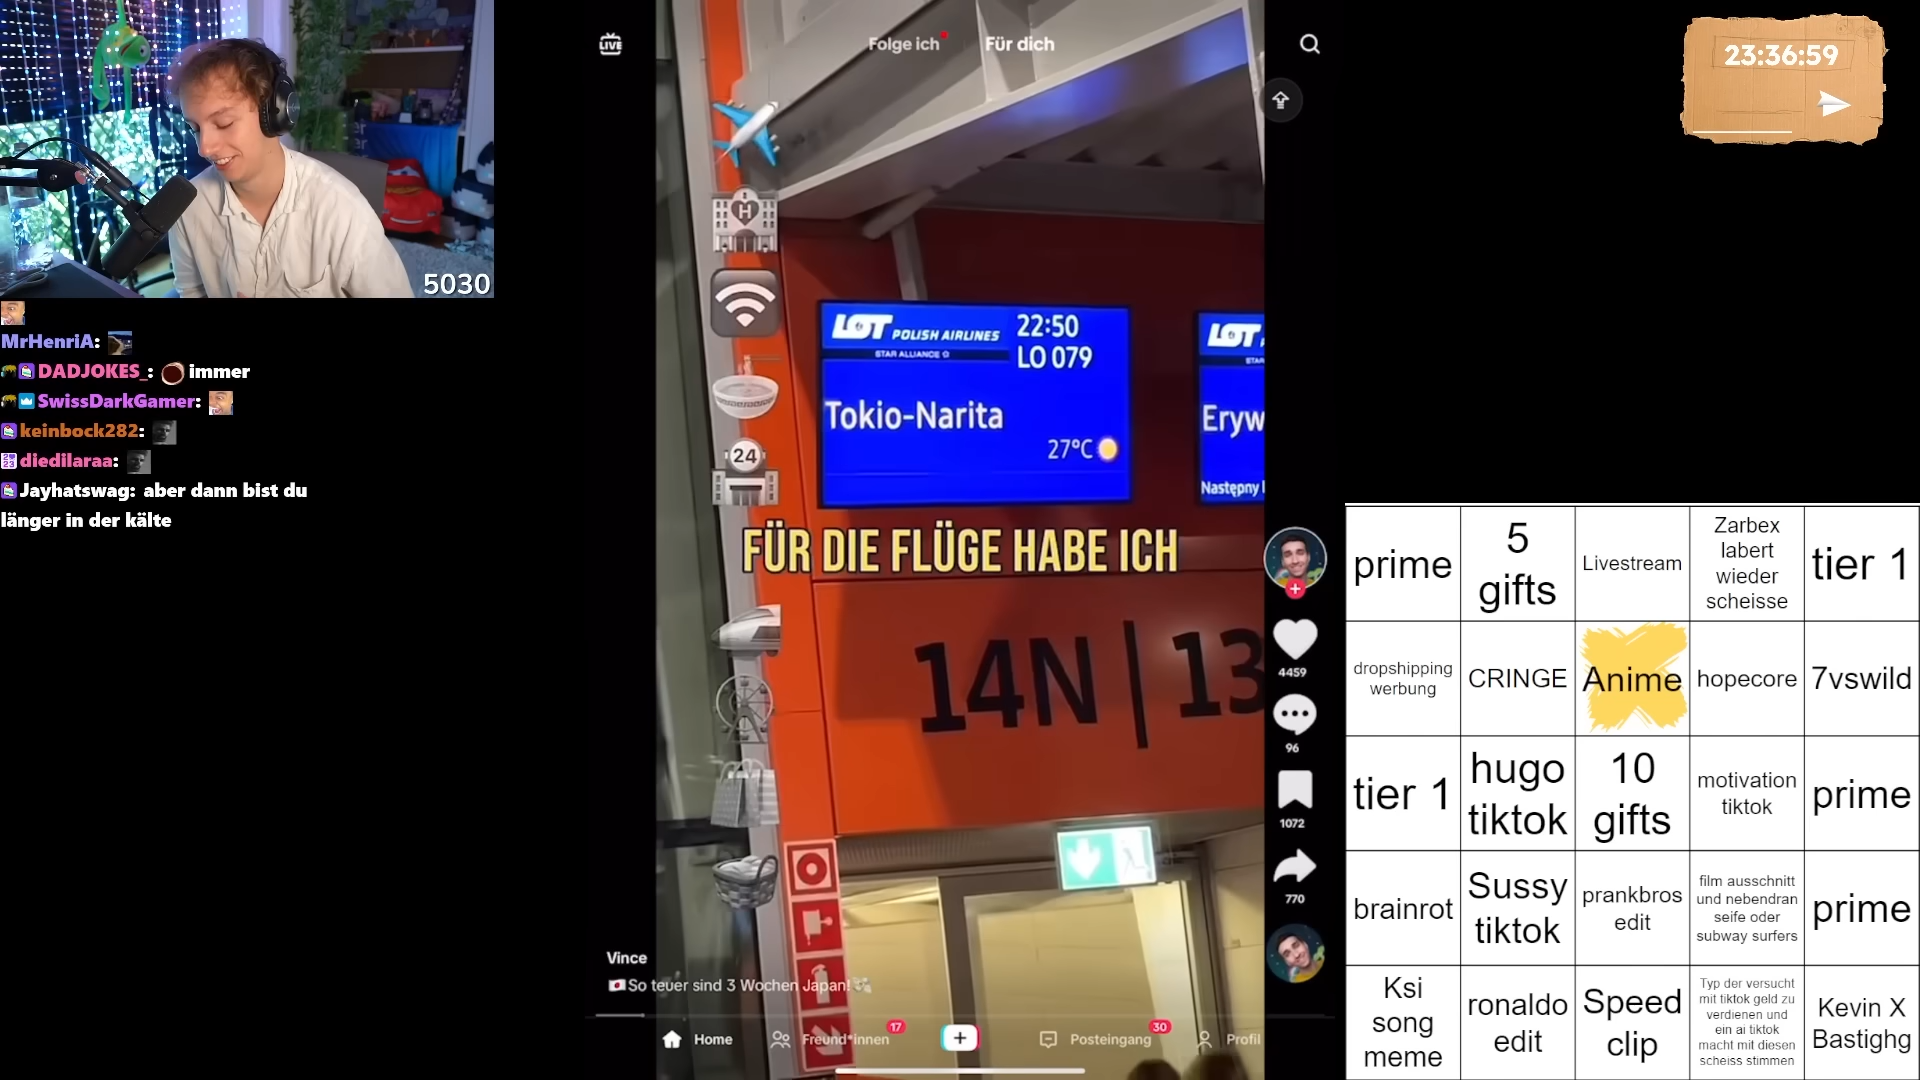 5030
MrHenriA:
DADJOKES_: immer
SwissDarkGamer:
keinbock282:
diedilaraa:
Jayhatswag: aber dann bist du
länger in der kälte
LIVE
Folge ich
Für dich
H
24
LOT POLISH AIRLINES
STAR ALLIANCE
22:50
LO 079
Tokio-Narita
27°C
LOT
Eryw
Następny
FÜR DIE FLÜGE HABE ICH
14N | 13
4459
96
1072
770
Vince
So teuer sind 3 Wochen Japan!
Home
Freund*innen
17
Posteingang
30
Profil
23:36:59
prime
5
gifts
Livestream
Zarbex
labert
wieder
scheisse
tier 1
dropshipping
werbung
CRINGE
Anime
hopecore
7vswild
tier 1
hugo
tiktok
10
gifts
motivation
tiktok
prime
brainrot
Sussy
tiktok
prankbros
edit
film ausschnitt
und nebendran
seife oder
subway surfers
prime
Ksi
song
meme
ronaldo
edit
Speed
clip
Typ der versucht
mit tiktok geld zu
verdienen und
ein ai tiktok
macht mit diesen
scheiss stimmen
Kevin X
Bastighg